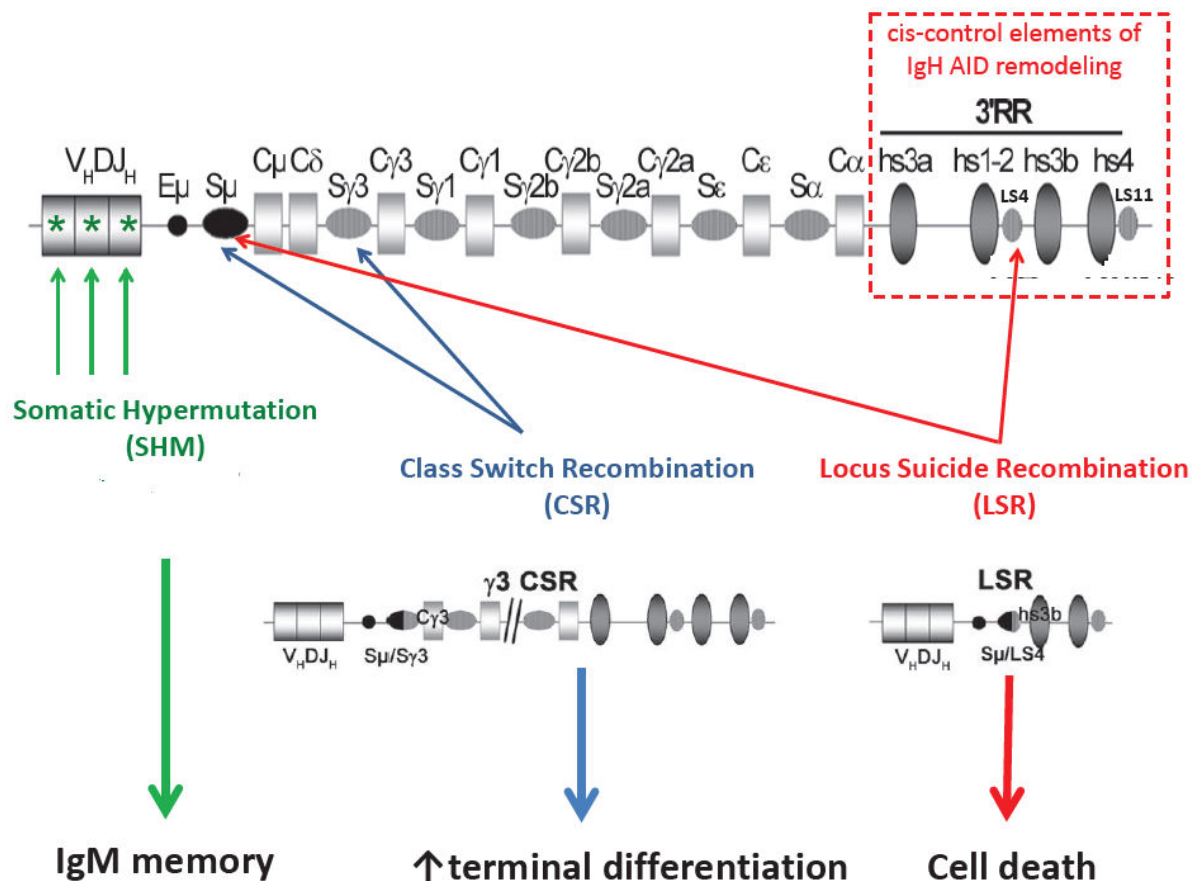 cis-control elements of
IgH AID remodeling
3'RR
VHDJH Eμ Sμ Cμ Cδ Sγ3 Cγ3 Sγ1 Cγ1 Sγ2b Cγ2b Sγ2a Cγ2a Sε Cε Sα Cα hs3a hs1-2 hs3b hs4
LS4 LS11
* * *
Somatic Hypermutation
(SHM)
Class Switch Recombination
(CSR)
Locus Suicide Recombination
(LSR)
γ3 CSR
Cγ3
VHDJH Sμ/Sγ3
LSR
hs3b
VHDJH Sμ/LS4
IgM memory
↑terminal differentiation
Cell death